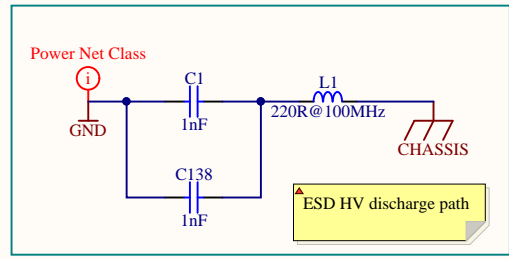 Power Net Class
i
C1
1nF
L1
220R@100MHz
GND
CHASSIS
C138
1nF
ESD HV discharge path